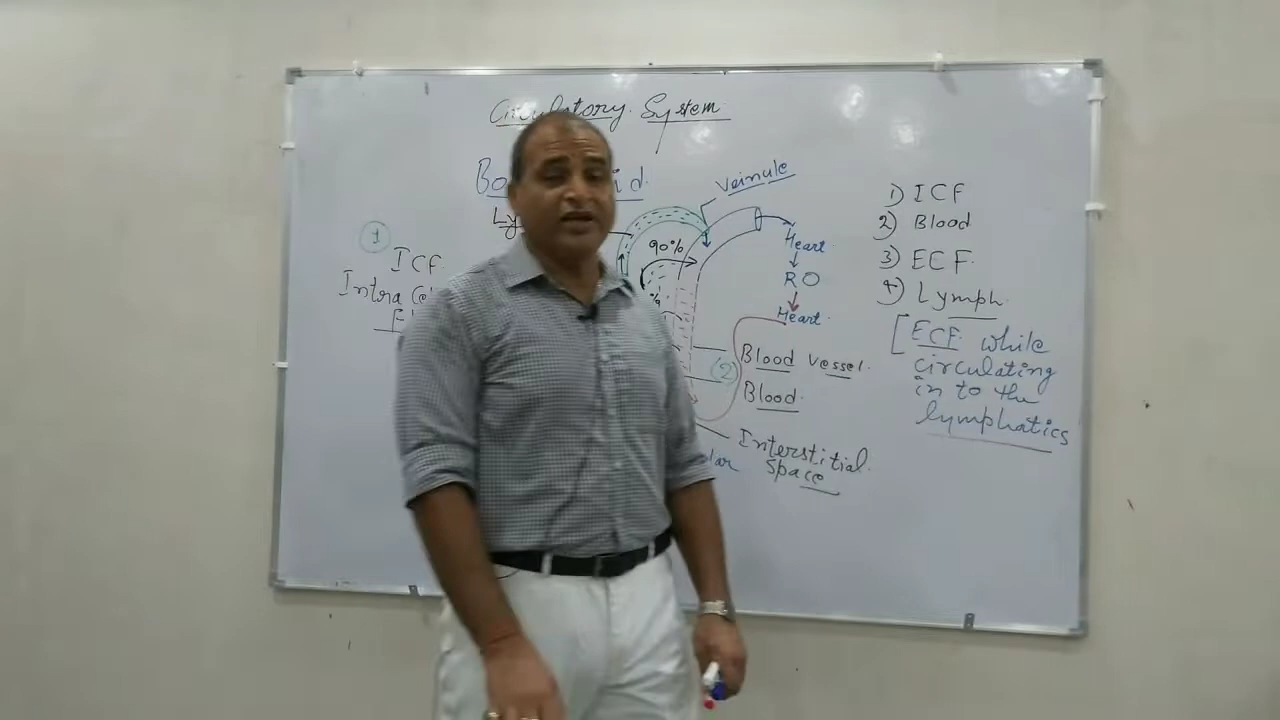 Circulatory System
Veinule
1
ICF
Intra
90%
Heart
RO
Heart
Blood Vessel.
(2)
Blood.
Interstitial
Space
1) ICF
2) Blood
3) ECF.
4) Lymph.
[ECF while
circulating
in to the
lymphatics